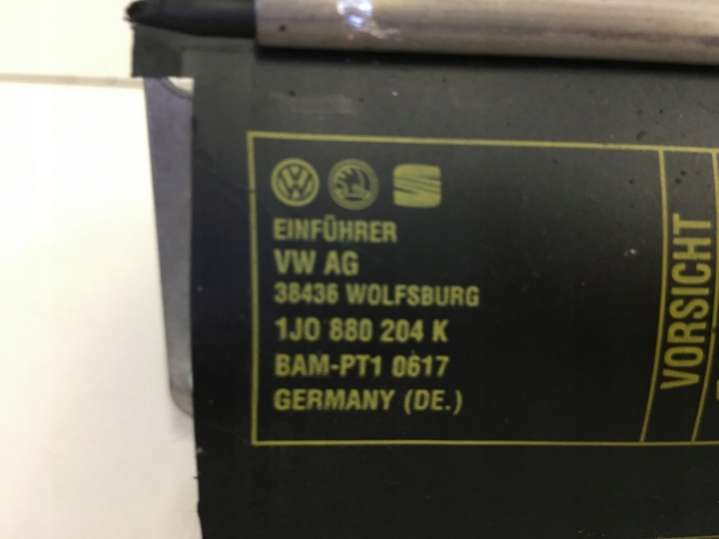 EINFÜHRER
VW AG
38436 WOLFSBURG
1J0 880 204 K
BAM-PT1 0617
GERMANY (DE.)
VORSICHT